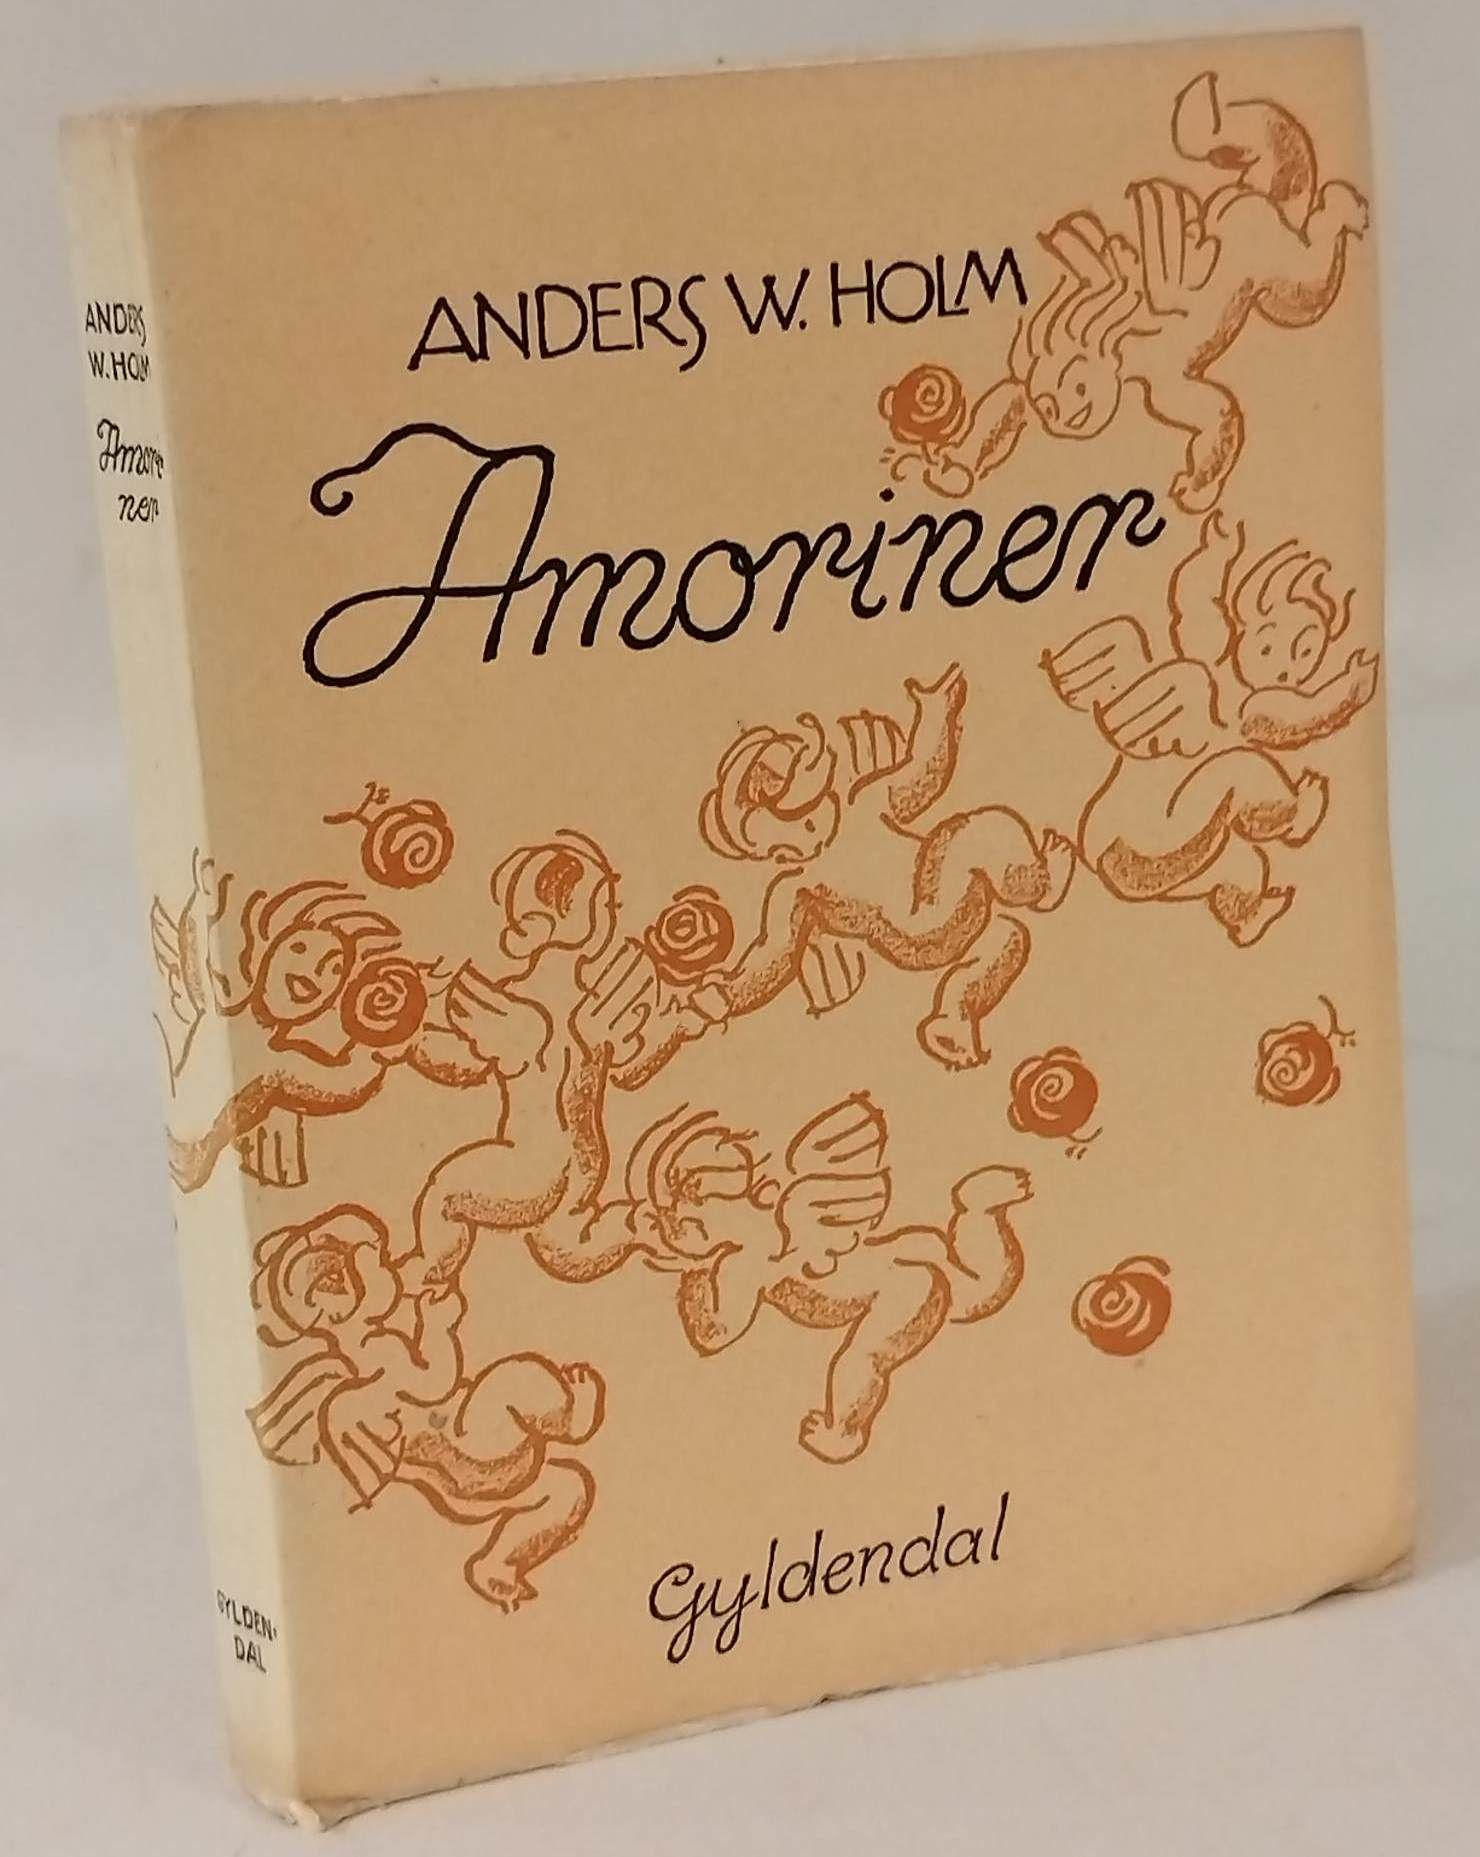 ANDERS W. HOLM
Amoriner
Gyldendal
ANDERS
W. HOLM
Amori
ner
GYLDEN-
DAL